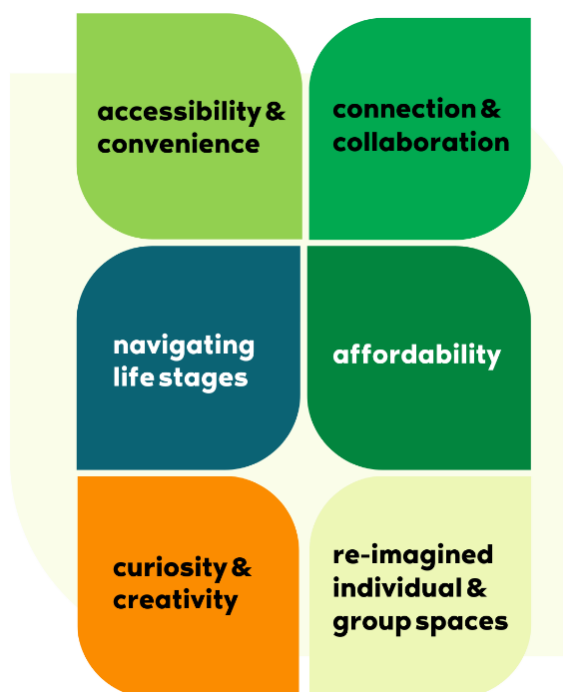 accessibility &
convenience
connection &
collaboration
navigating
life stages
affordability
curiosity &
creativity
re-imagined
individual &
group spaces